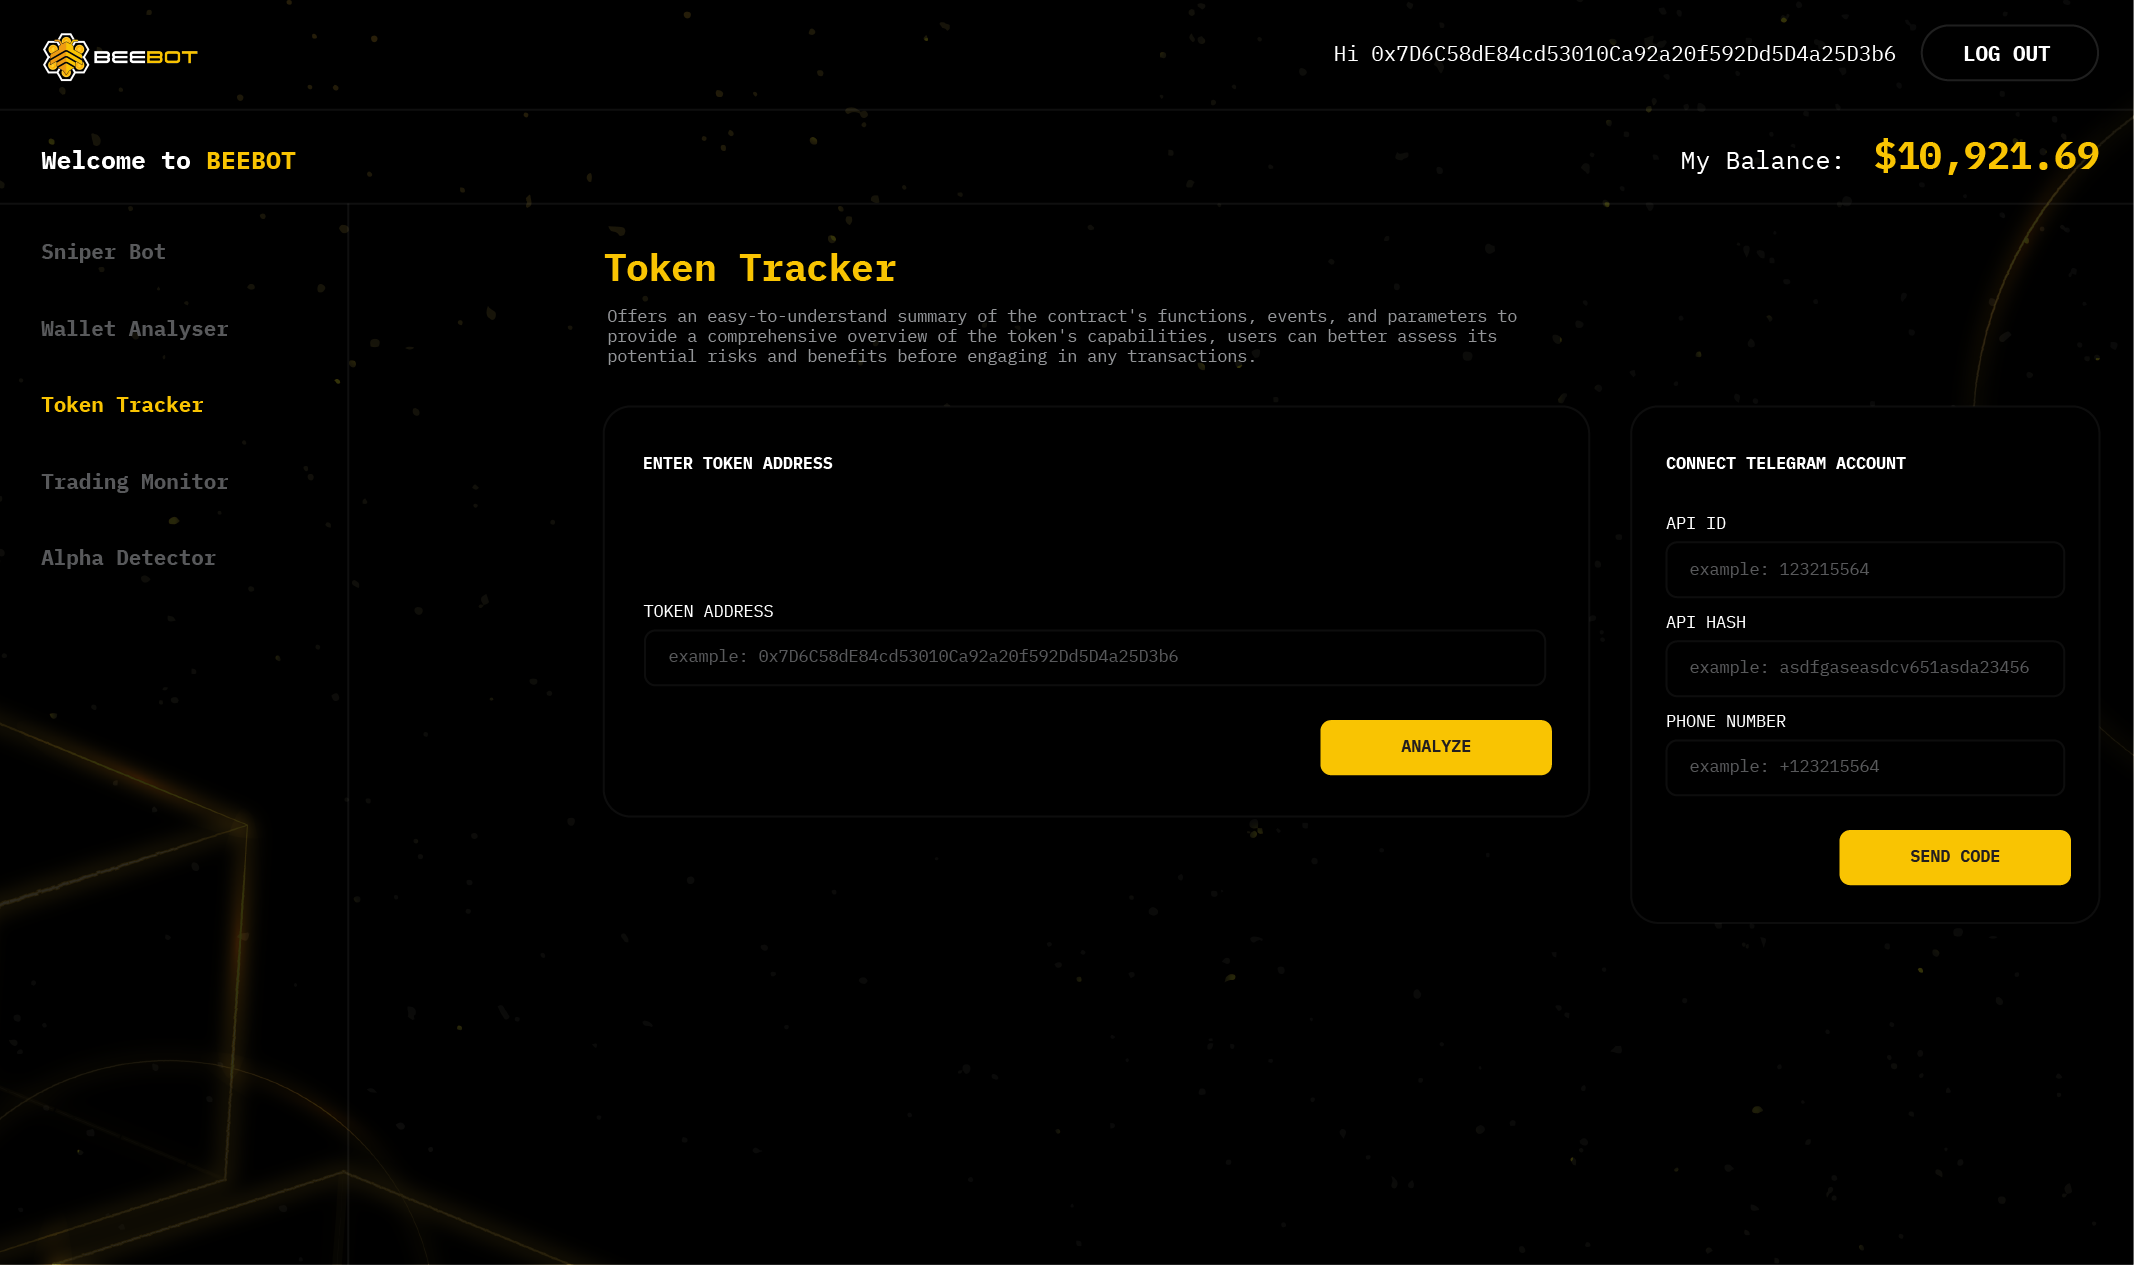 BEEBOT
Hi 0x7D6C58dE84cd53010Ca92a20f592Dd5D4a25D3b6
LOG OUT
Welcome to BEEBOT
My Balance: $10,921.69
Sniper Bot
Wallet Analyser
Token Tracker
Trading Monitor
Alpha Detector
Token Tracker
Offers an easy-to-understand summary of the contract's functions, events, and parameters to
provide a comprehensive overview of the token's capabilities, users can better assess its
potential risks and benefits before engaging in any transactions.
ENTER TOKEN ADDRESS
TOKEN ADDRESS
example: 0x7D6C58dE84cd53010Ca92a20f592Dd5D4a25D3b6
ANALYZE
CONNECT TELEGRAM ACCOUNT
API ID
example: 123215564
API HASH
example: asdfgaseasdcv651asda23456
PHONE NUMBER
example: +123215564
SEND CODE